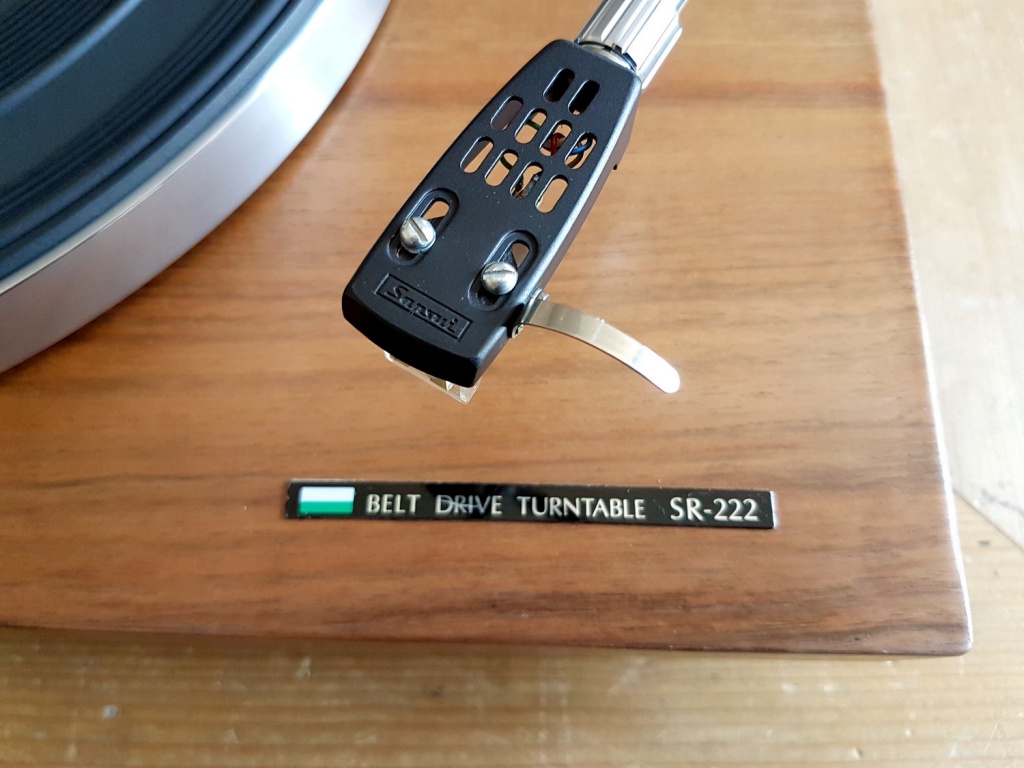 Sansui
BELT DRIVE TURNTABLE SR-222